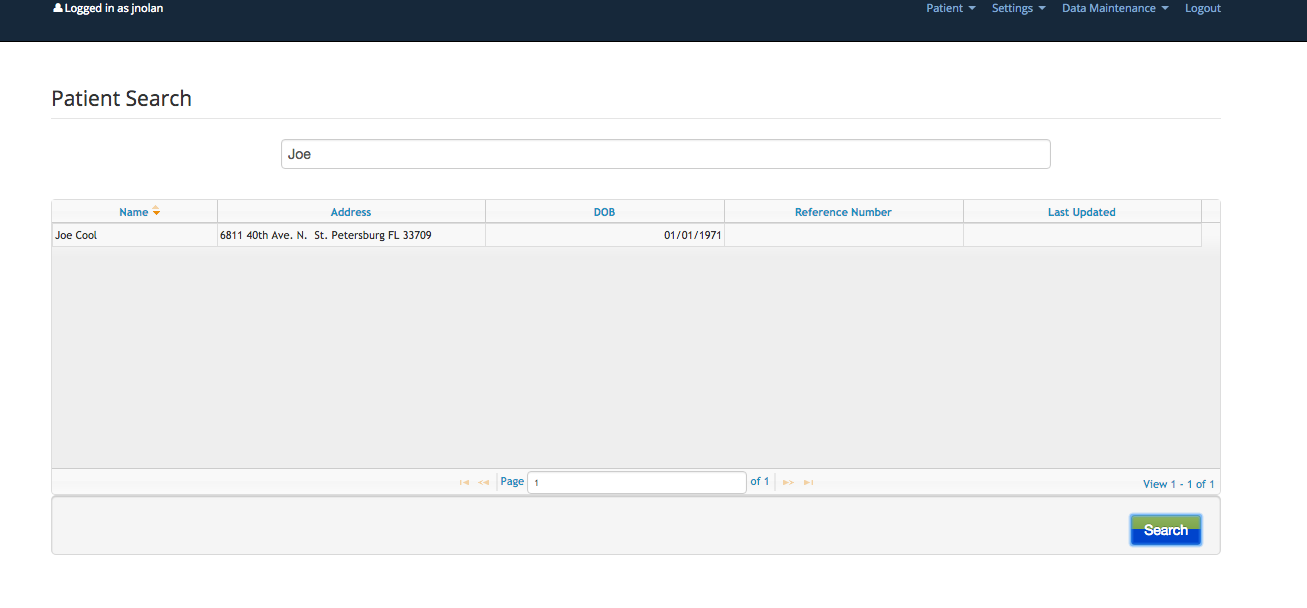 Logged in as jnolan Patient Settings Data Maintenance Logout
Patient Search
Joe
Name Address DOB Reference Number Last Updated
Joe Cool 6811 40th Ave. N. St. Petersburg FL 33709 01/01/1971
Page 1 of 1 View 1 - 1 of 1
Search